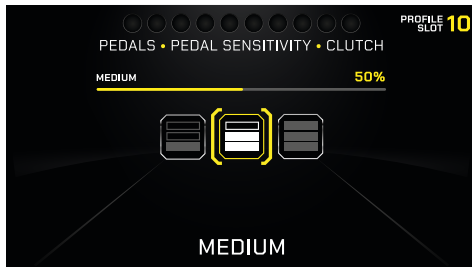 PROFILE
SLOT 10
PEDALS • PEDAL SENSITIVITY • CLUTCH
MEDIUM 50%
MEDIUM